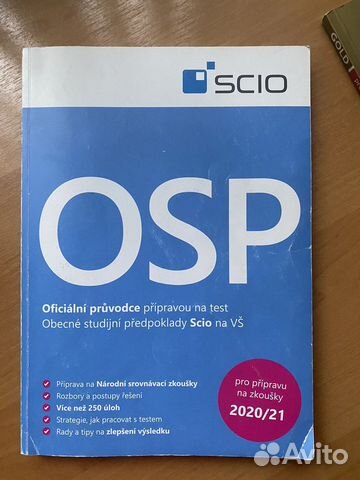 SCIO
GOLD
OSP
Oficiální průvodce přípravou na test
Obecné studijní předpoklady Scio na VŠ
Příprava na Národní srovnávací zkoušky
Rozbory a postupy řešení
Více než 250 úloh
Strategie, jak pracovat s testem
Rady a tipy na zlepšení výsledku
pro přípravu
na zkoušky
2020/21
Avito